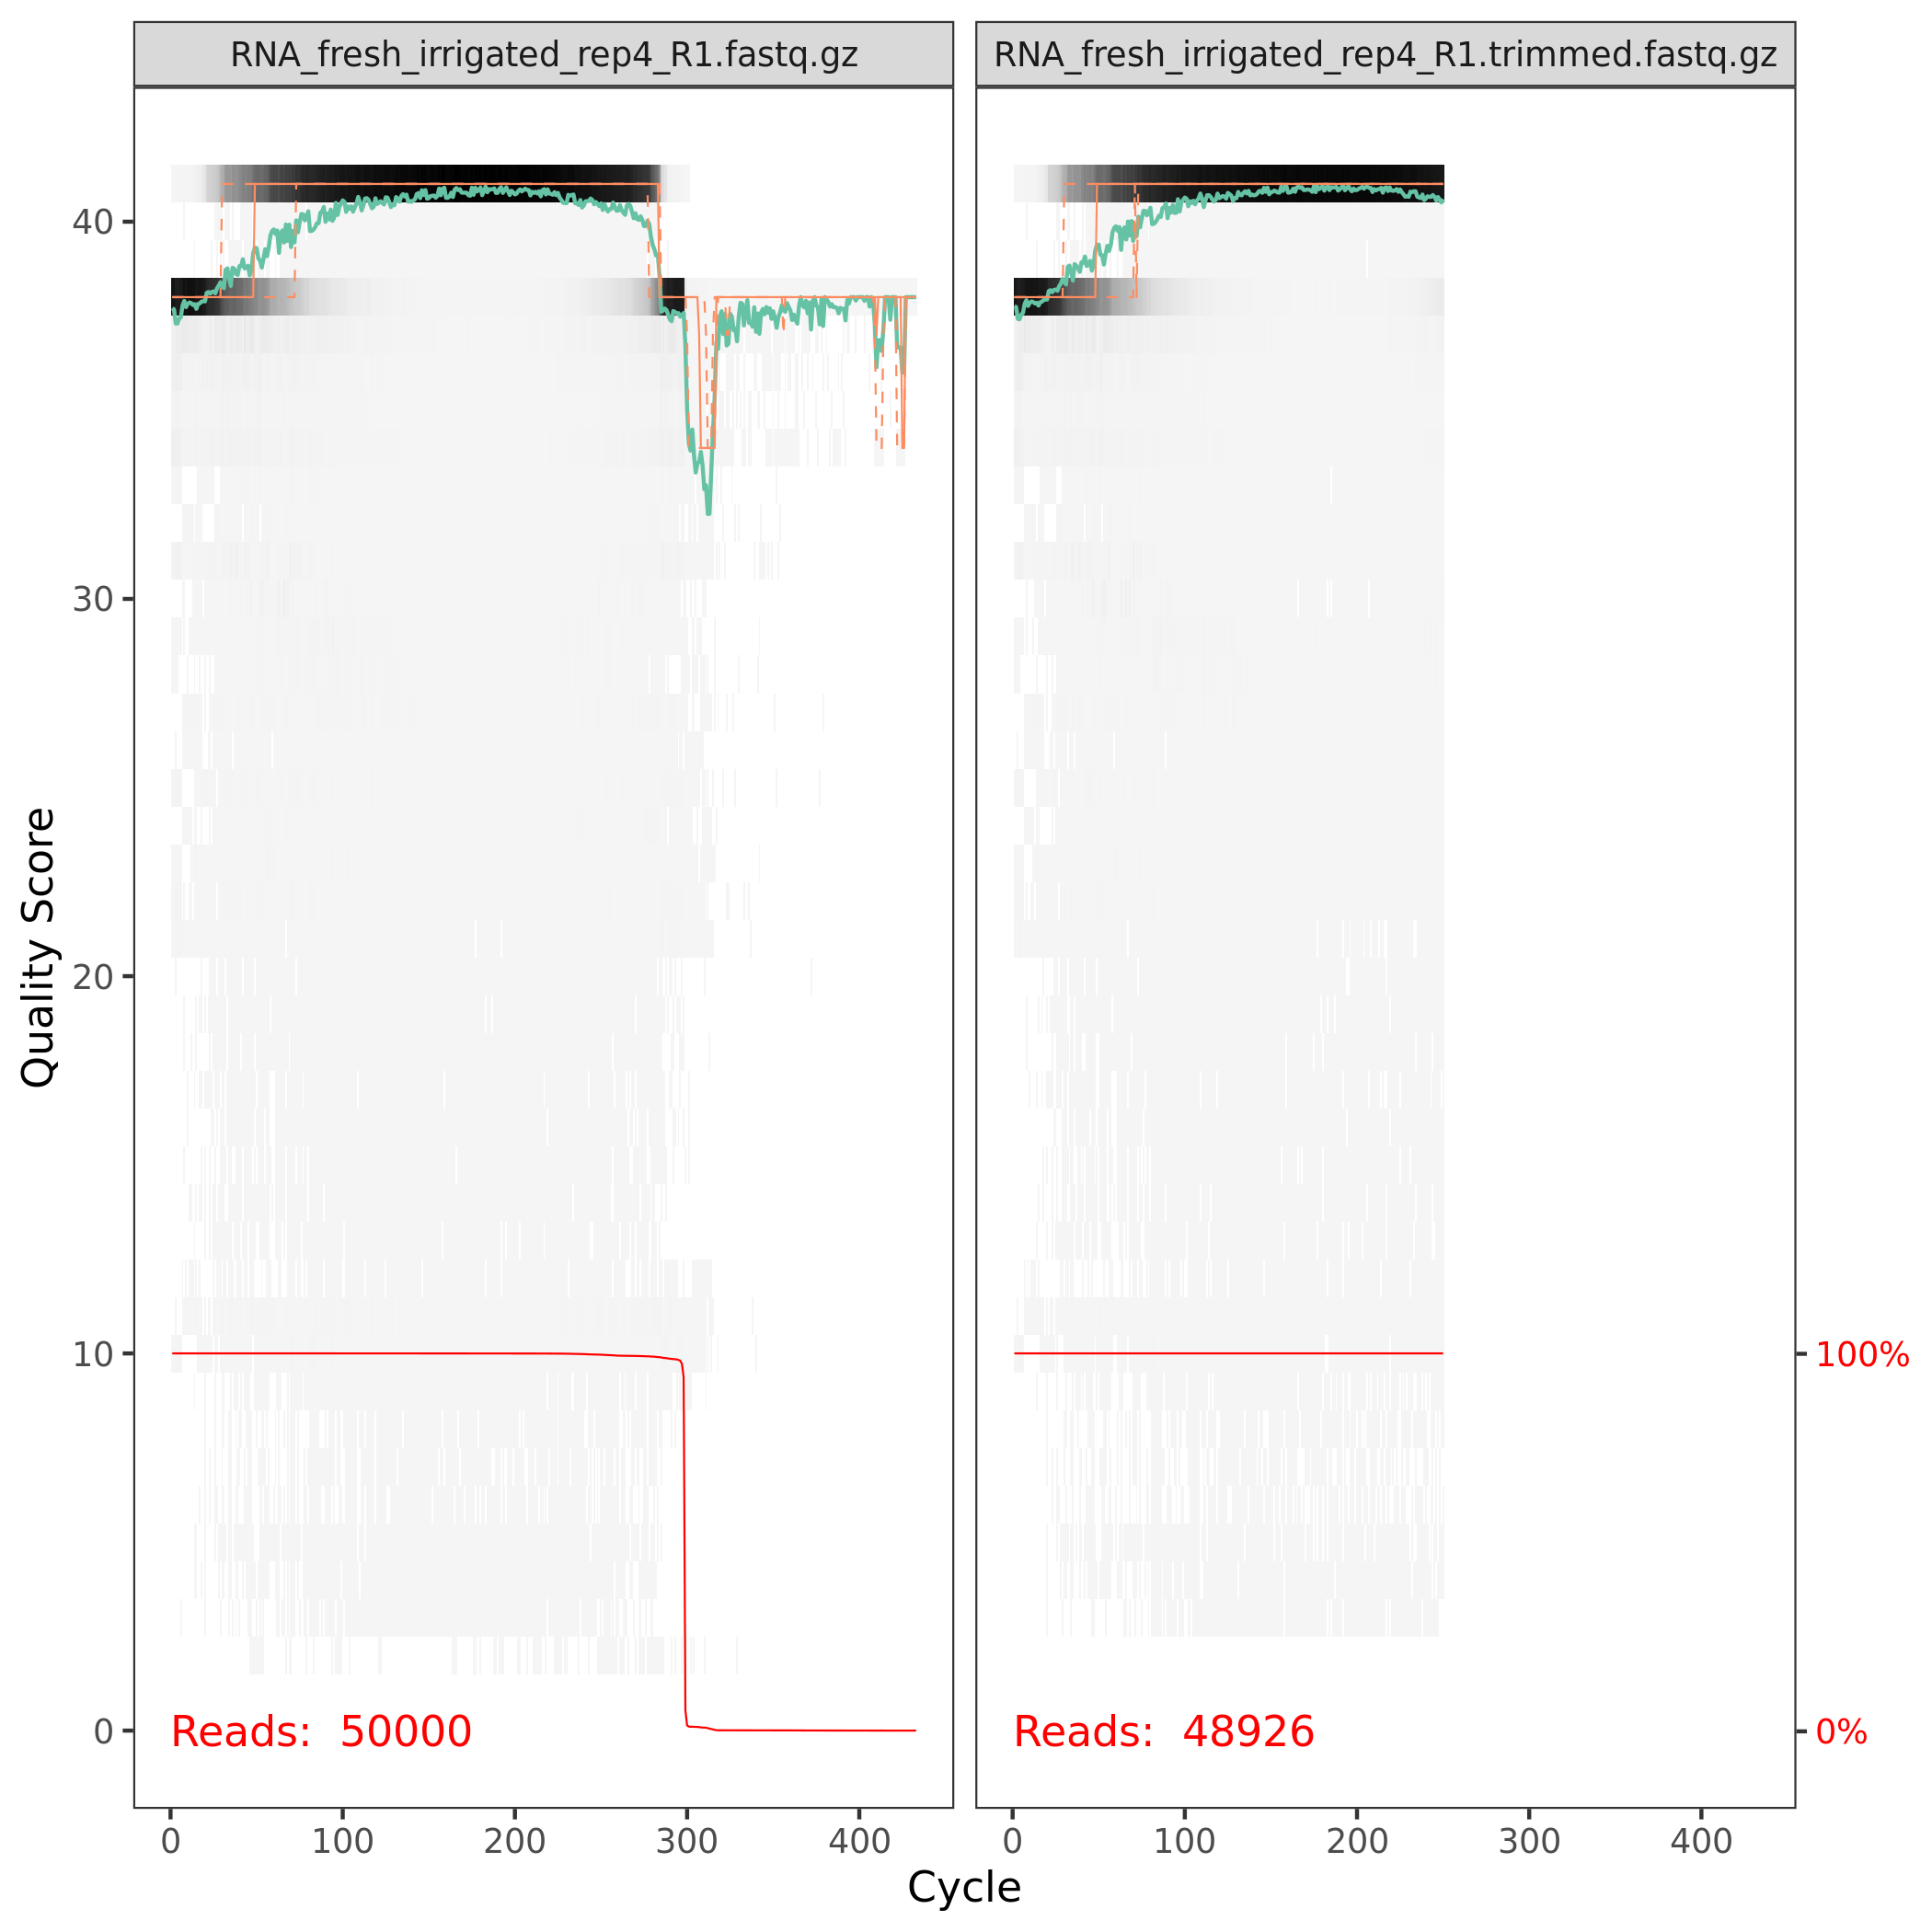 RNA_fresh_irrigated_rep4_R1.fastq.gz
RNA_fresh_irrigated_rep4_R1.trimmed.fastq.gz
Quality Score
40
30
20
10
0
100%
0%
Reads: 50000
Reads: 48926
0 100 200 300 400
0 100 200 300 400
Cycle